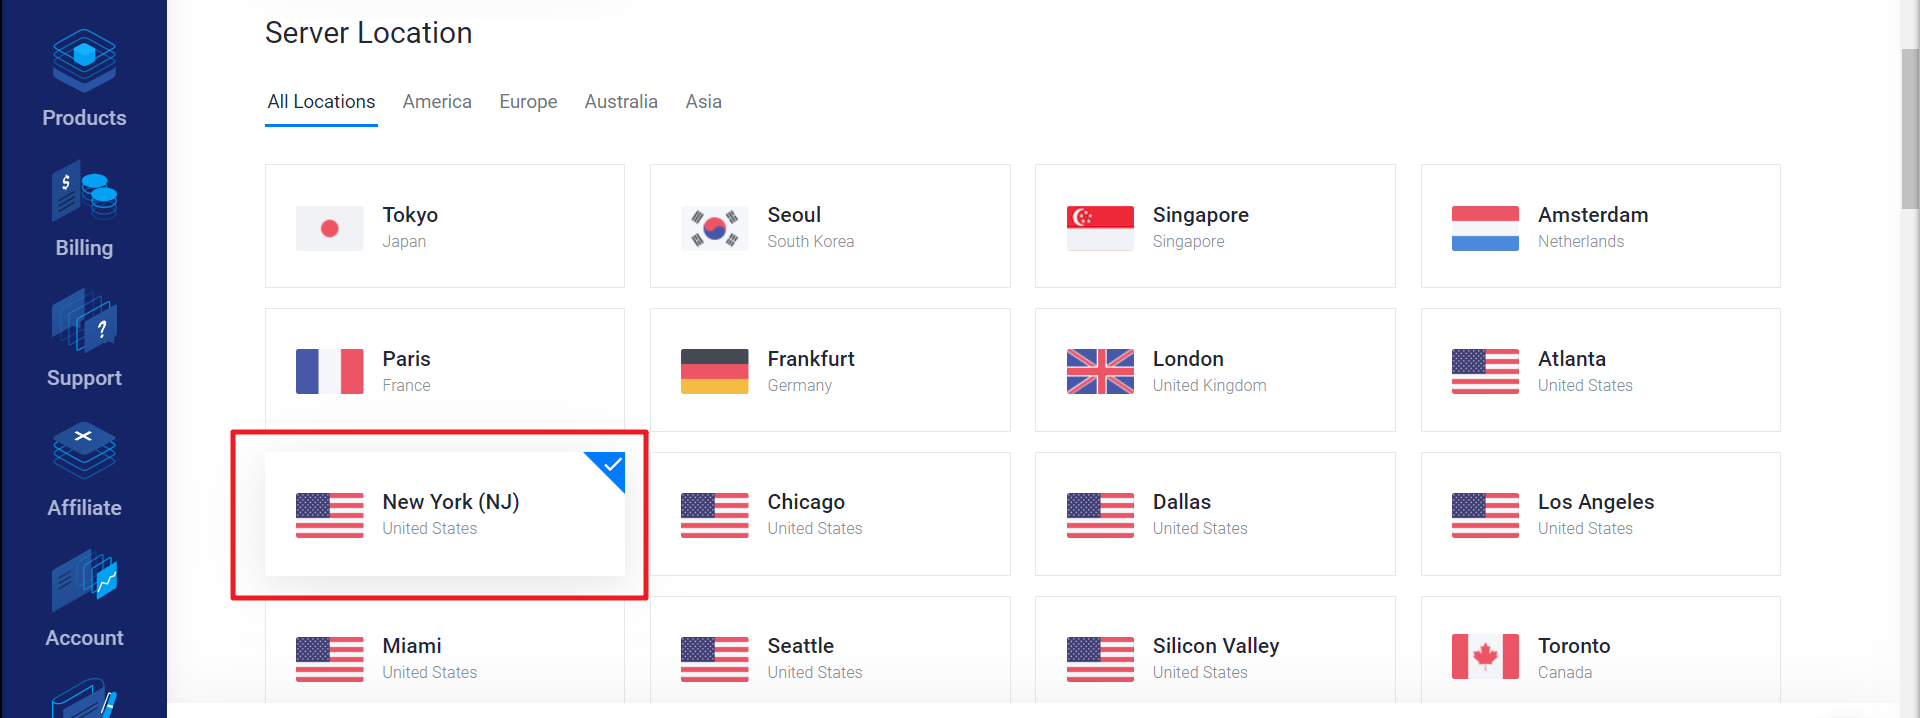 Products
Billing
Support
Affiliate
Account
Server Location
All Locations America Europe Australia Asia
Tokyo
Japan
Seoul
South Korea
Singapore
Singapore
Amsterdam
Netherlands
Paris
France
Frankfurt
Germany
London
United Kingdom
Atlanta
United States
New York (NJ)
United States
Chicago
United States
Dallas
United States
Los Angeles
United States
Miami
United States
Seattle
United States
Silicon Valley
United States
Toronto
Canada